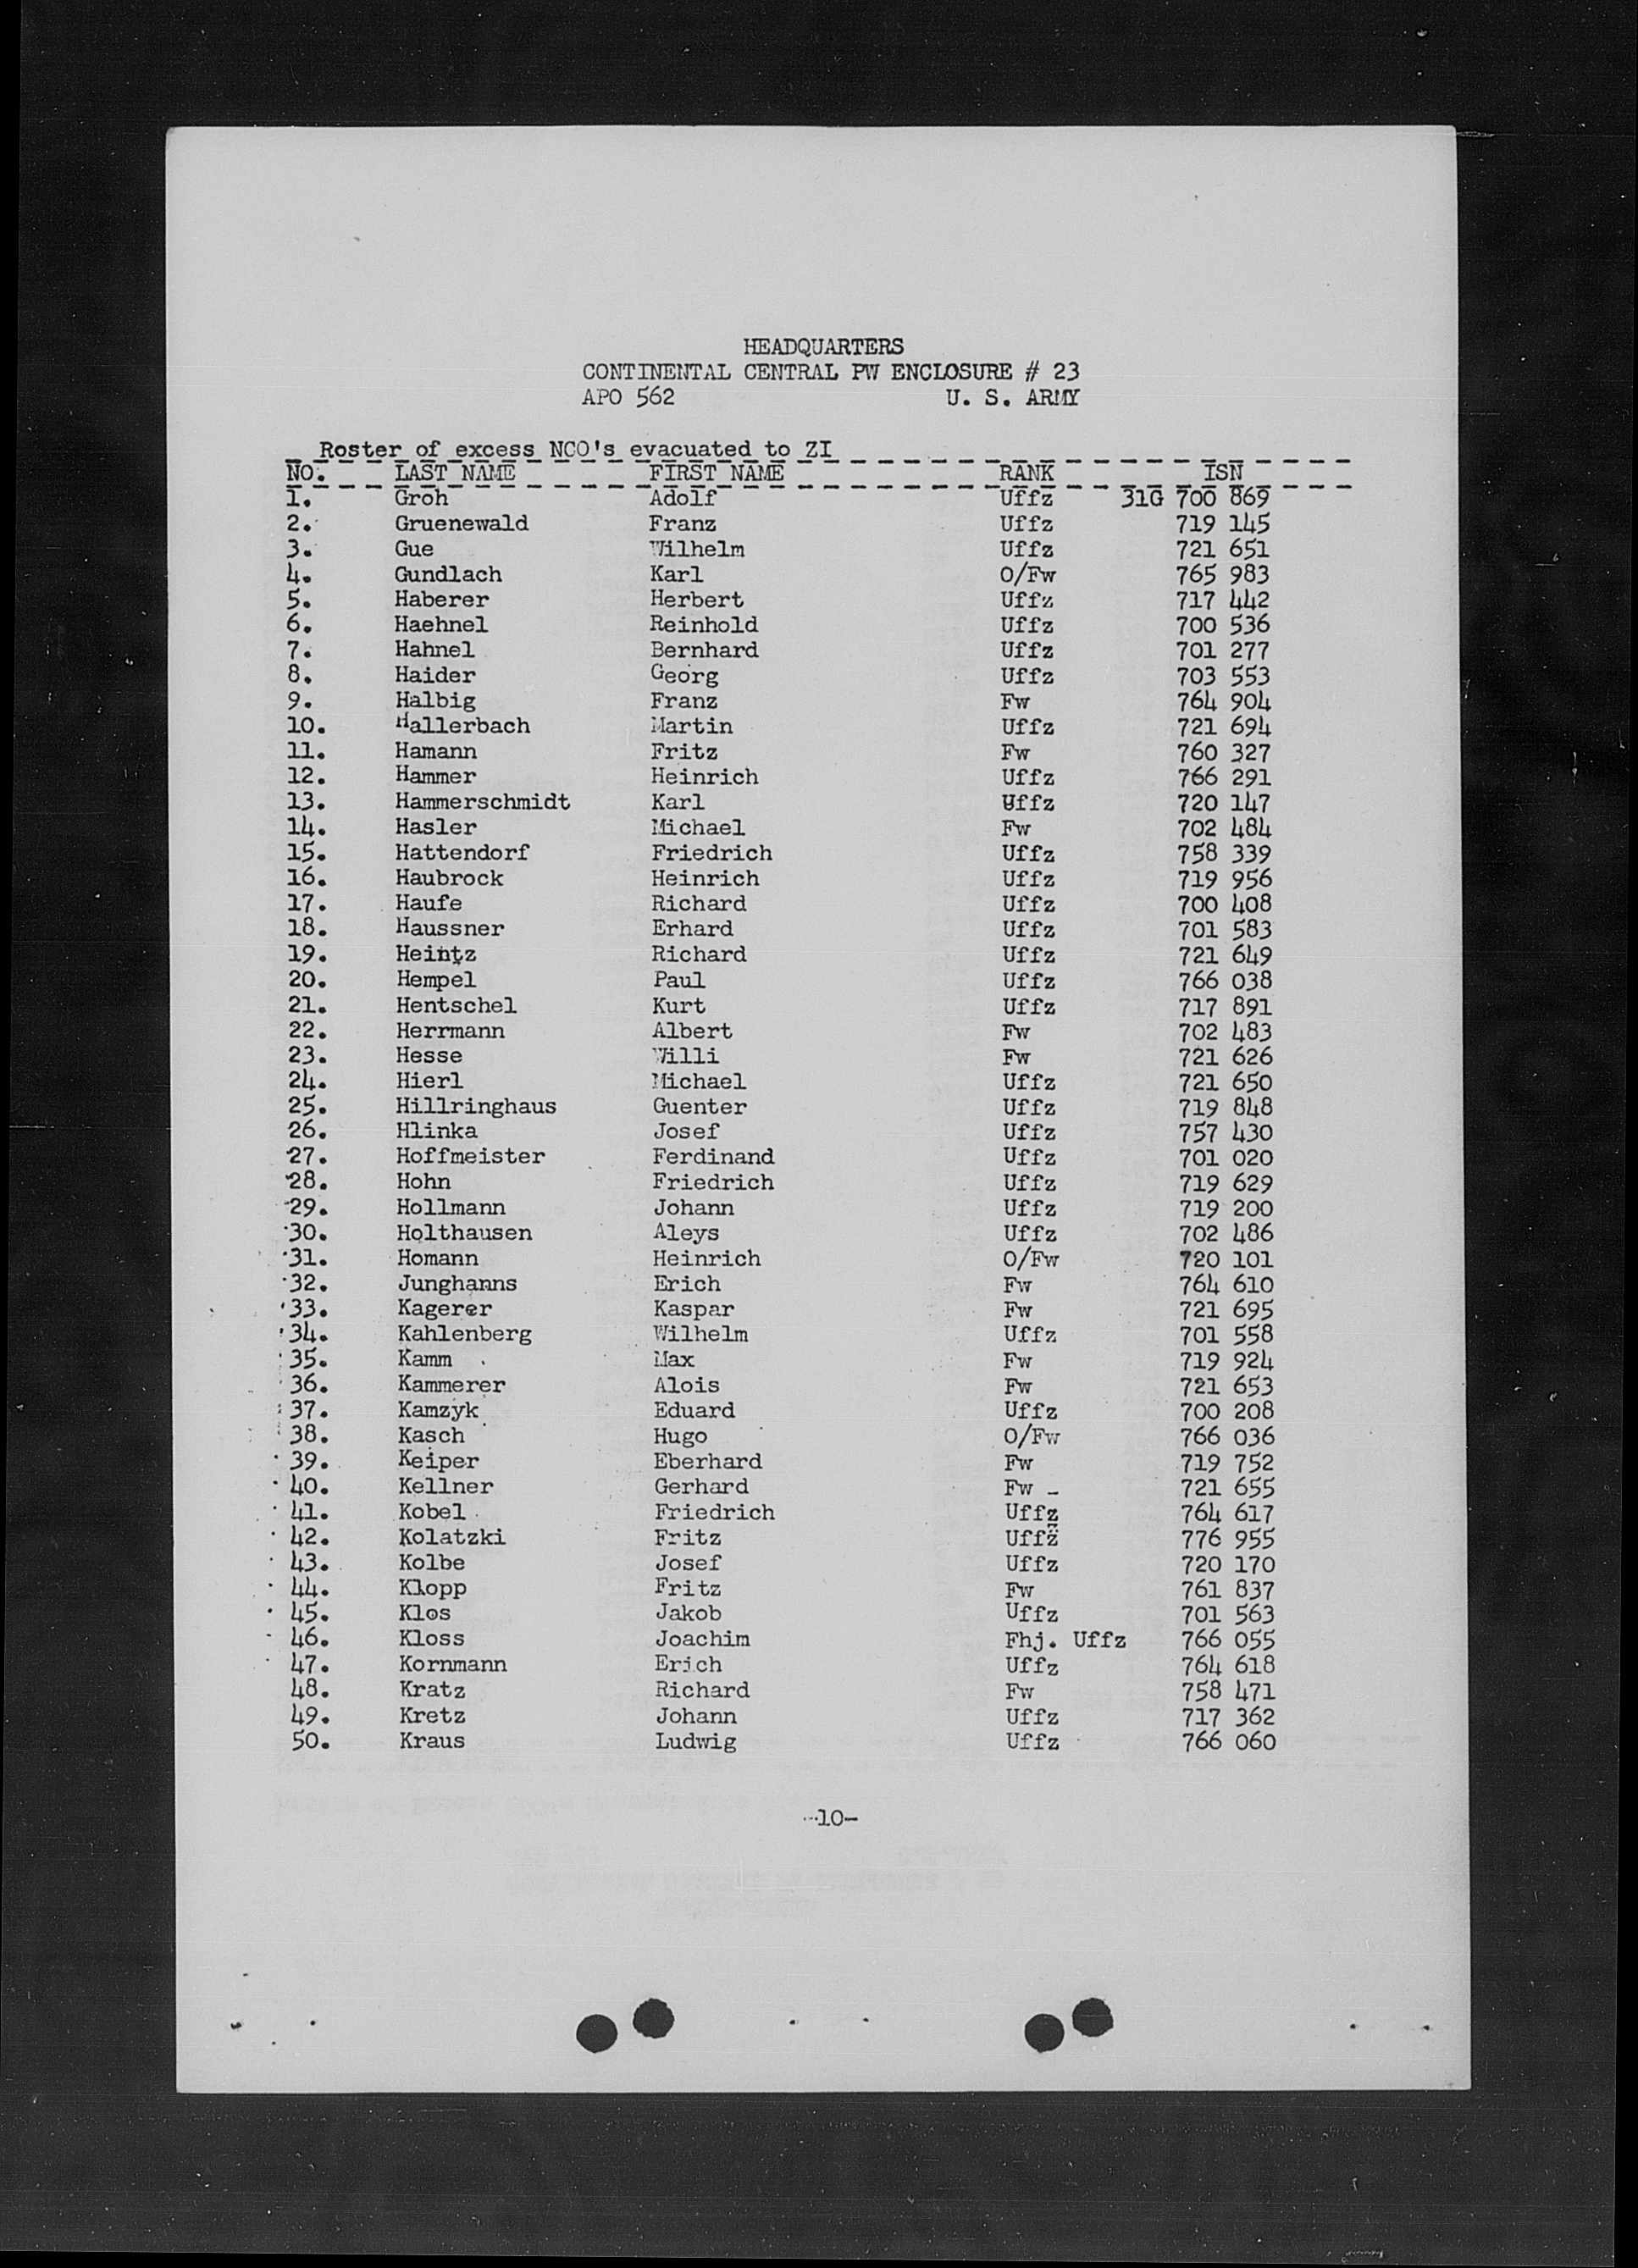 HEADQUARTERS
CONTINENTAL CENTRAL PW ENCLOSURE # 23
APO 562 U. S. ARMY
Roster of excess NCO's evacuated to ZI
NO. LAST NAME FIRST NAME RANK ISN
1. Groh Adolf Uffz 31G 700 869
2. Gruenewald Franz Uffz 719 145
3. Gue Wilhelm Uffz 721 651
4. Gundlach Karl O/Fw 765 983
5. Haberer Herbert Uffz 717 442
6. Haehnel Reinhold Uffz 700 536
7. Hahnel Bernhard Uffz 701 277
8. Haider Georg Uffz 703 553
9. Halbig Franz Fw 764 904
10. Hallerbach Martin Uffz 721 694
11. Hamann Fritz Fw 760 327
12. Hammer Heinrich Uffz 766 291
13. Hammerschmidt Karl Uffz 720 147
14. Hasler Michael Fw 702 484
15. Hattendorf Friedrich Uffz 758 339
16. Haubrock Heinrich Uffz 719 956
17. Haufe Richard Uffz 700 408
18. Haussner Erhard Uffz 701 583
19. Heintz Richard Uffz 721 649
20. Hempel Paul Uffz 766 038
21. Hentschel Kurt Uffz 717 891
22. Herrmann Albert Fw 702 483
23. Hesse Willi Fw 721 626
24. Hierl Michael Uffz 721 650
25. Hillringhaus Guenter Uffz 719 848
26. Hlinka Josef Uffz 757 430
27. Hoffmeister Ferdinand Uffz 701 020
28. Hohn Friedrich Uffz 719 629
29. Hollmann Johann Uffz 719 200
30. Holthausen Aleys Uffz 702 486
31. Homann Heinrich O/Fw 720 101
32. Junghanns Erich Fw 764 610
33. Kagerer Kaspar Fw 721 695
34. Kahlenberg Wilhelm Uffz 701 558
35. Kamm Max Fw 719 924
36. Kammerer Alois Fw 721 653
37. Kamzyk Eduard Uffz 700 208
38. Kasch Hugo O/Fw 766 036
39. Keiper Eberhard Fw 719 752
40. Kellner Gerhard Fw - 721 655
41. Kobel Friedrich Uffz 764 617
42. Kolatzki Fritz Uffz 776 955
43. Kolbe Josef Uffz 720 170
44. Klopp Fritz Fw 761 837
45. Klos Jakob Uffz 701 563
46. Kloss Joachim Fhj. Uffz 766 055
47. Kornmann Erich Uffz 764 618
48. Kratz Richard Fw 758 471
49. Kretz Johann Uffz 717 362
50. Kraus Ludwig Uffz 766 060
-10-